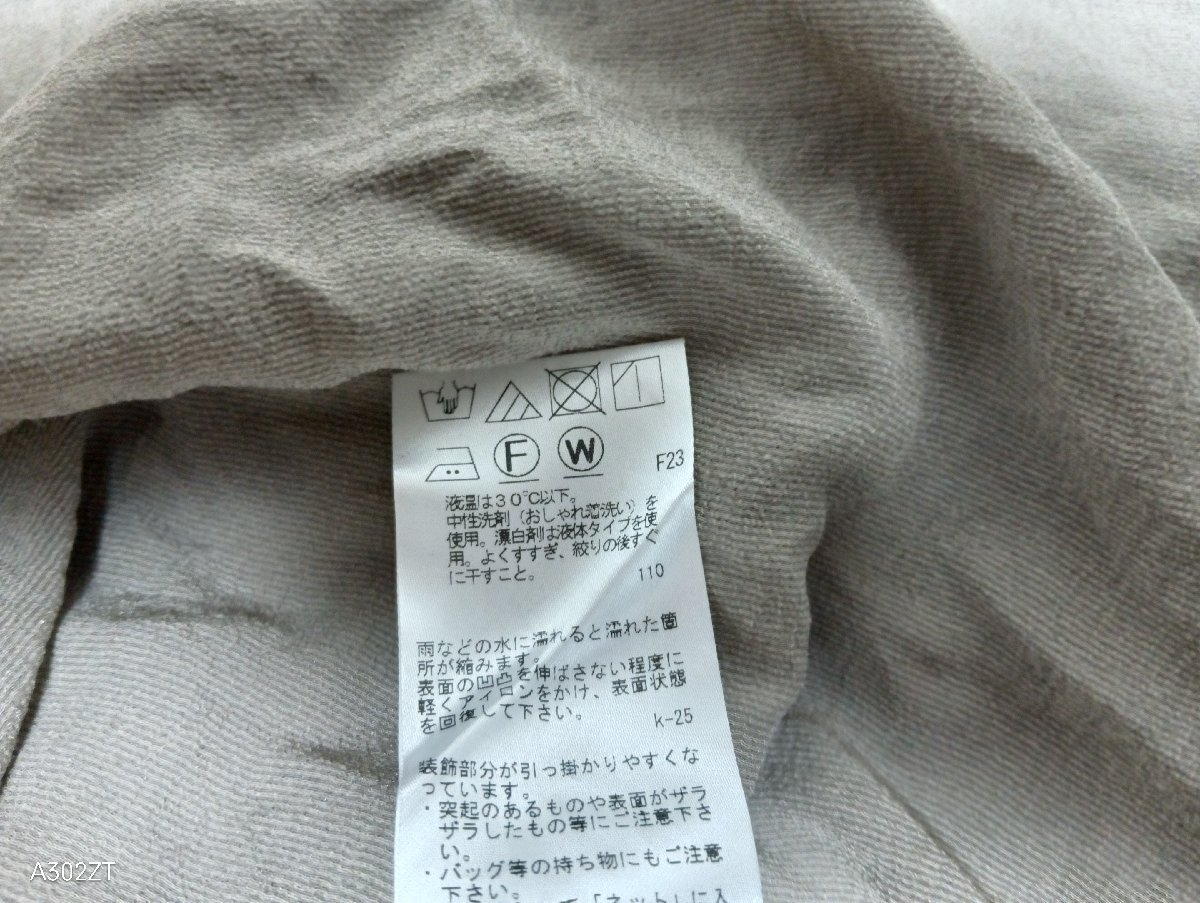 F
W
F23
液温は30℃以下。
中性洗剤（おしゃれ着洗い）を
使用。漂白剤は液体タイプを使
用。よくすすぎ、絞りの後すぐ
に干すこと。
110
雨などの水に濡れると濡れた箇
所が縮みます。
表面の凹凸を伸ばさない程度に
軽くアイロンをかけ、表面状態
を回復して下さい。
K-25
装飾部分が引っ掛かりやすくな
っています。
・突起のあるものや表面がザラ
ザラしたもの等にご注意下さ
い。
・バッグ等の持ち物にもご注意
下さい。
「ネット」に入
A302ZT